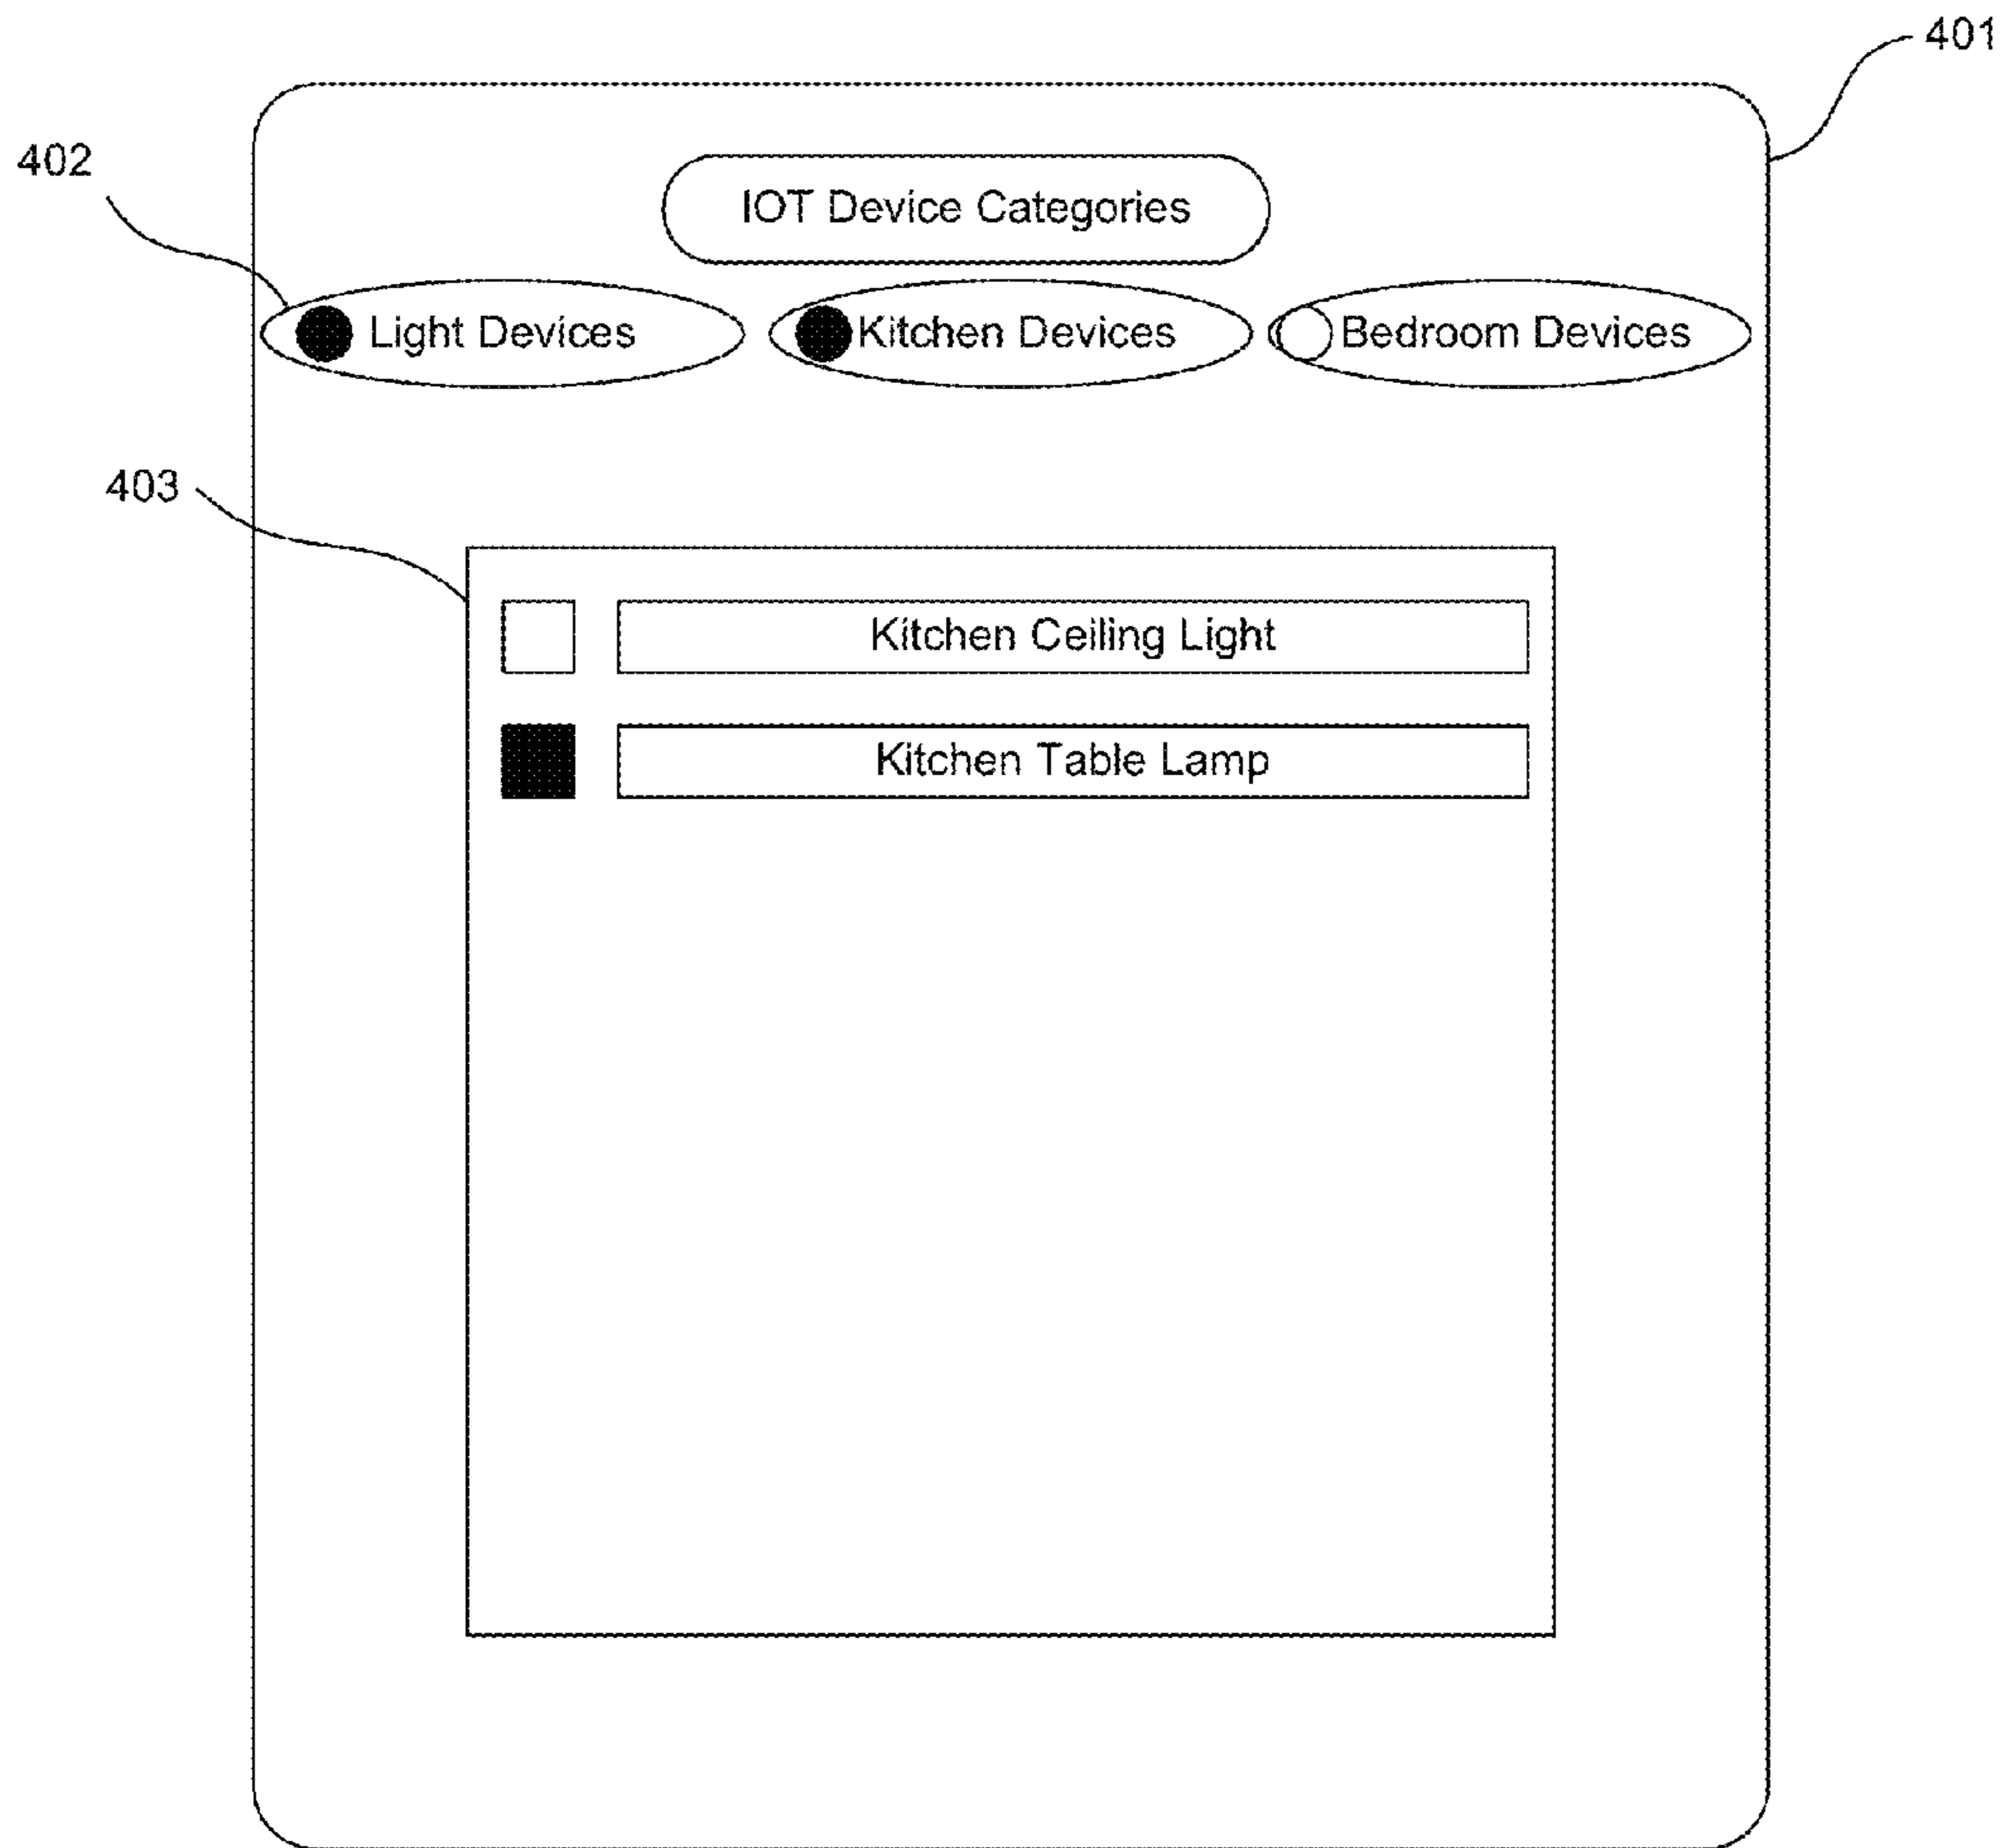 401
402
IOT Device Categories
Light Devices Kitchen Devices Bedroom Devices
403
Kitchen Ceiling Light
Kitchen Table Lamp